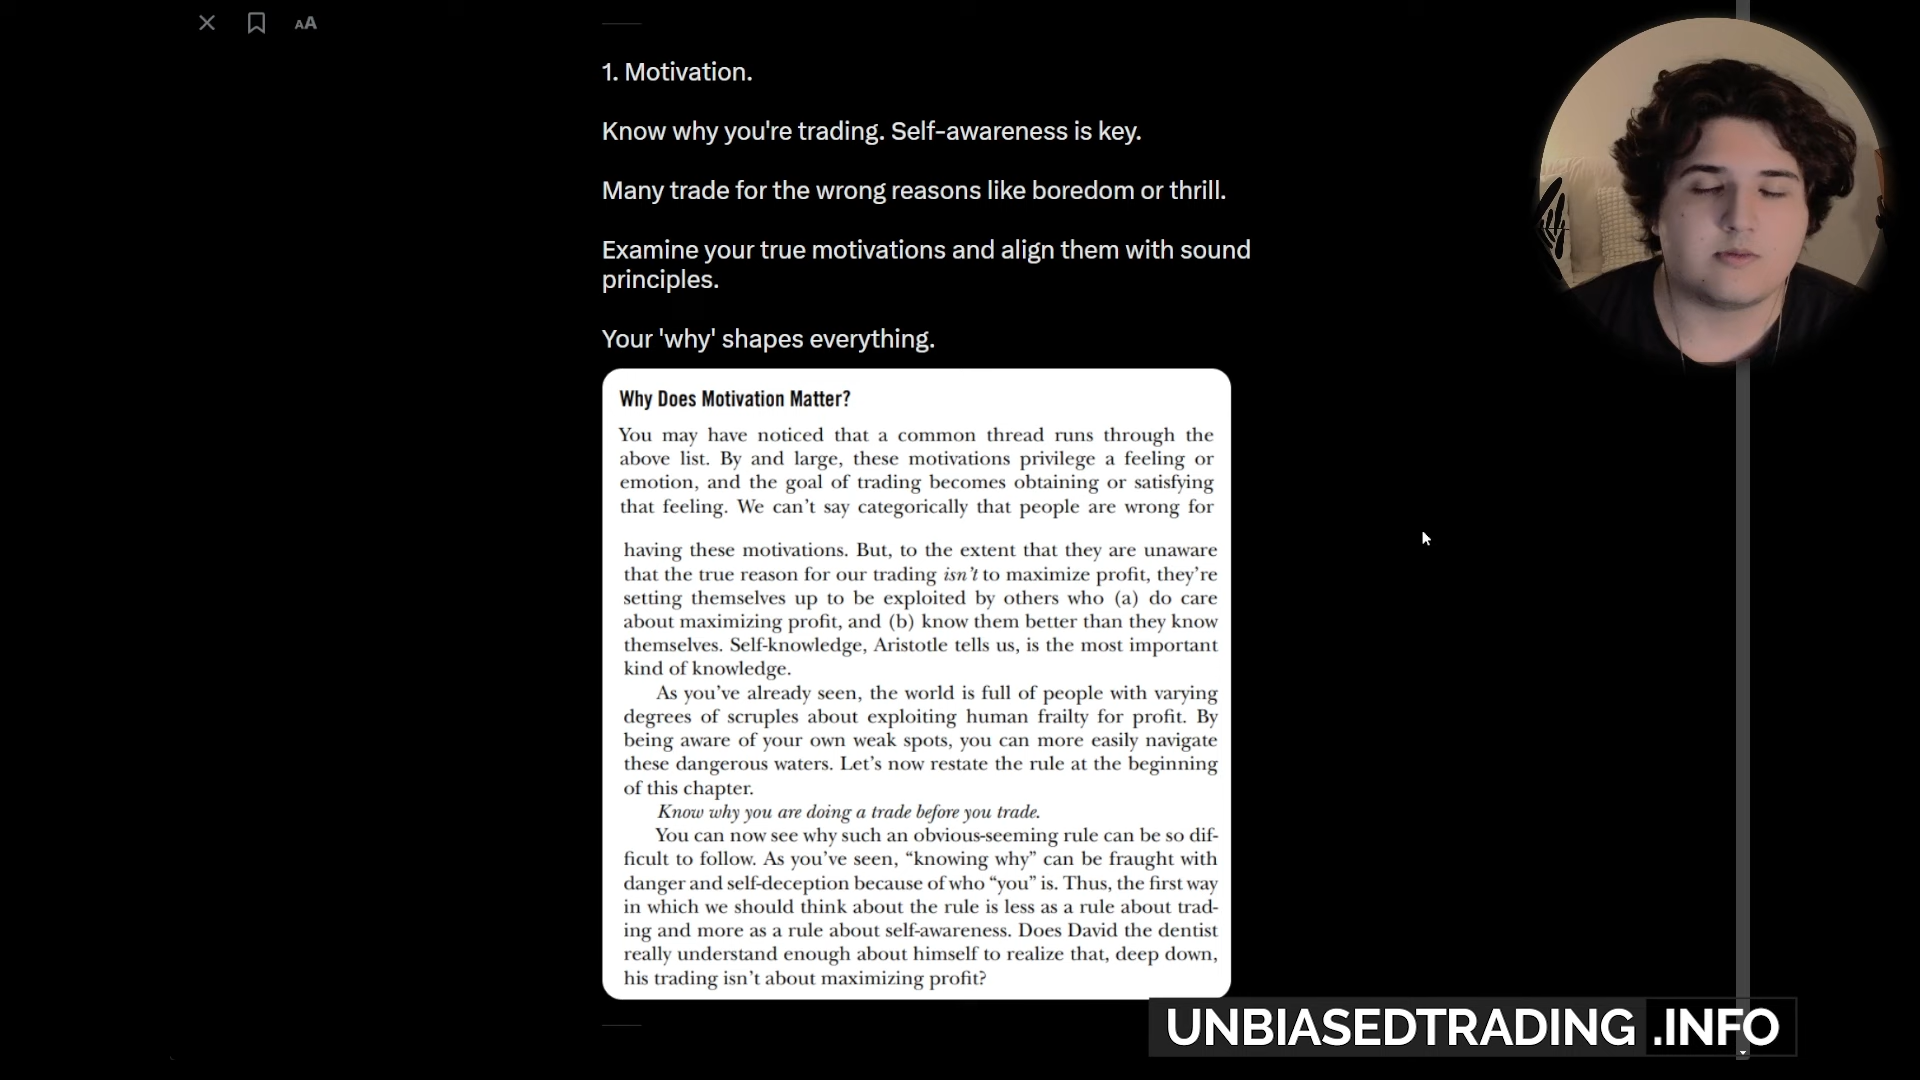 AA
1. Motivation.
Know why you're trading. Self-awareness is key.
Many trade for the wrong reasons like boredom or thrill.
Examine your true motivations and align them with sound
principles.
Your 'why' shapes everything.
Why Does Motivation Matter?
You may have noticed that a common thread runs through the
above list. By and large, these motivations privilege a feeling or
emotion, and the goal of trading becomes obtaining or satisfying
that feeling. We can't say categorically that people are wrong for
having these motivations. But, to the extent that they are unaware
that the true reason for our trading isn't to maximize profit, they're
setting themselves up to be exploited by others who (a) do care
about maximizing profit, and (b) know them better than they know
themselves. Self-knowledge, Aristotle tells us, is the most important
kind of knowledge.
As you've already seen, the world is full of people with varying
degrees of scruples about exploiting human frailty for profit. By
being aware of your own weak spots, you can more easily navigate
these dangerous waters. Let's now restate the rule at the beginning
of this chapter.
Know why you are doing a trade before you trade.
You can now see why such an obvious-seeming rule can be so dif-
ficult to follow. As you've seen, “knowing why” can be fraught with
danger and self-deception because of who “you” is. Thus, the first way
in which we should think about the rule is less as a rule about trad-
ing and more as a rule about self-awareness. Does David the dentist
really understand enough about himself to realize that, deep down,
his trading isn't about maximizing profit?
UNBIASEDTRADING .INFO